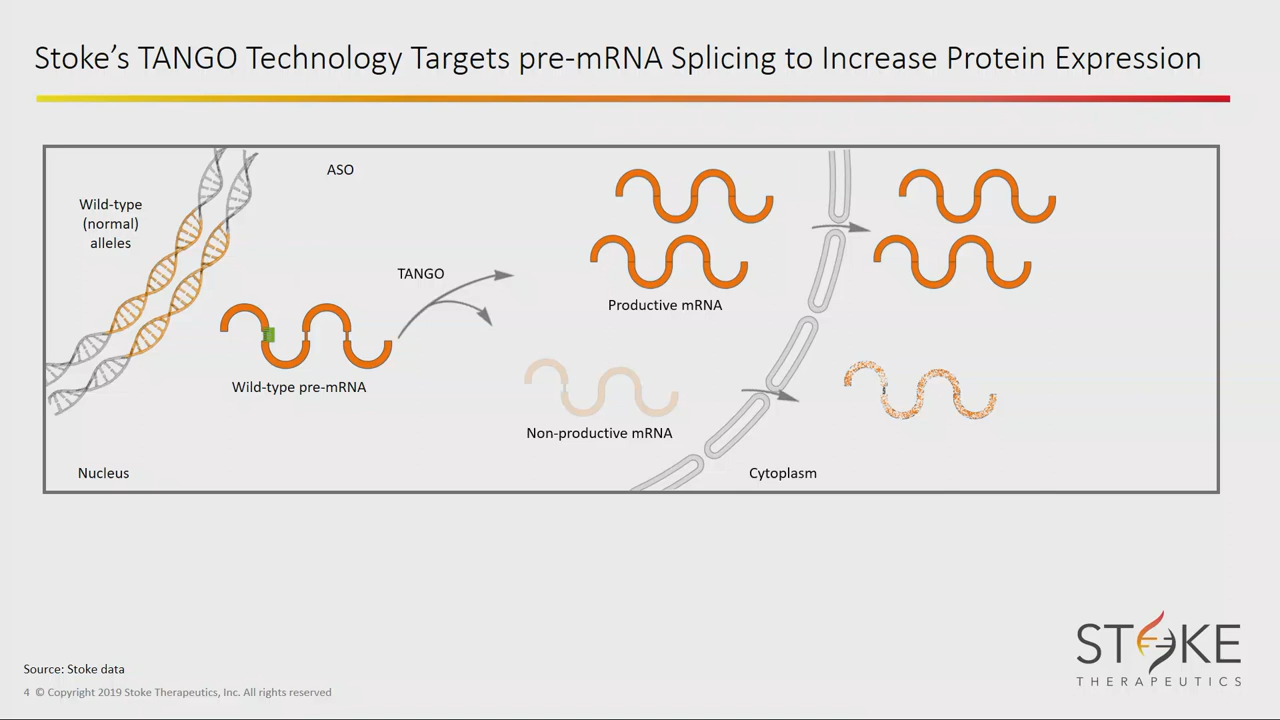 Stoke's TANGO Technology Targets pre-mRNA Splicing to Increase Protein Expression
ASO
Wild-type
(normal)
alleles
TANGO
Productive mRNA
Wild-type pre-mRNA
Non-productive mRNA
Nucleus
Cytoplasm
Source: Stoke data
4 © Copyright 2019 Stoke Therapeutics, Inc. All rights reserved
STOKE
THERAPEUTICS